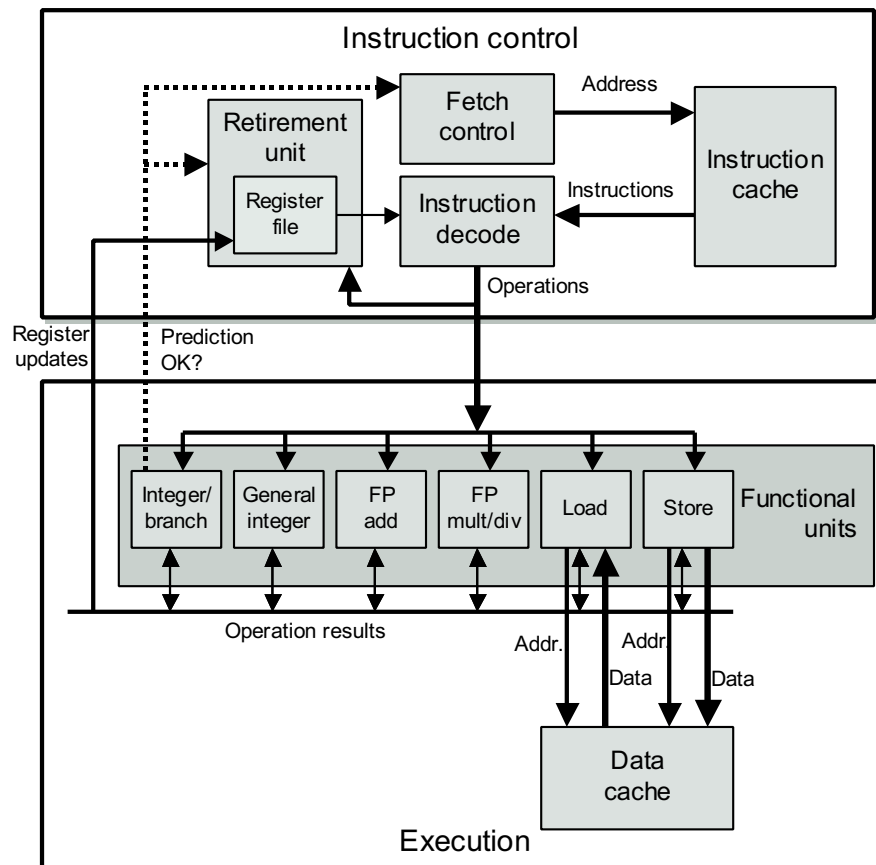 Instruction control
Retirement
unit
Register
file
Fetch
control
Address
Instruction
cache
Instructions
Instruction
decode
Operations
Register
updates
Prediction
OK?
Integer/
branch
General
integer
FP
add
FP
mult/div
Load
Store
Functional
units
Operation results
Addr.
Data
Addr.
Data
Data
cache
Execution